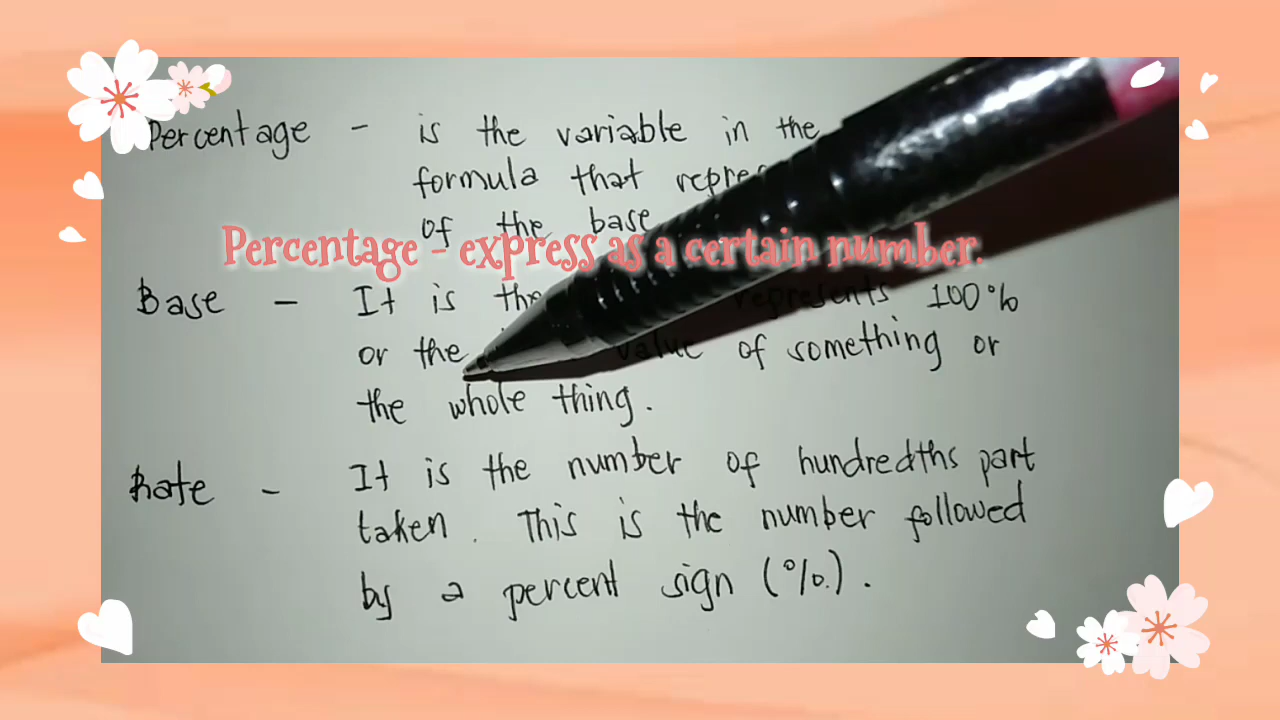 Percentage - is the variable in the
formula that
of the base
Percentage - express as a certain number.
Base - It is the represents 100%
or the value of something or
the whole thing.
Rate - It is the number of hundredths part
taken. This is the number followed
by a percent sign (%).